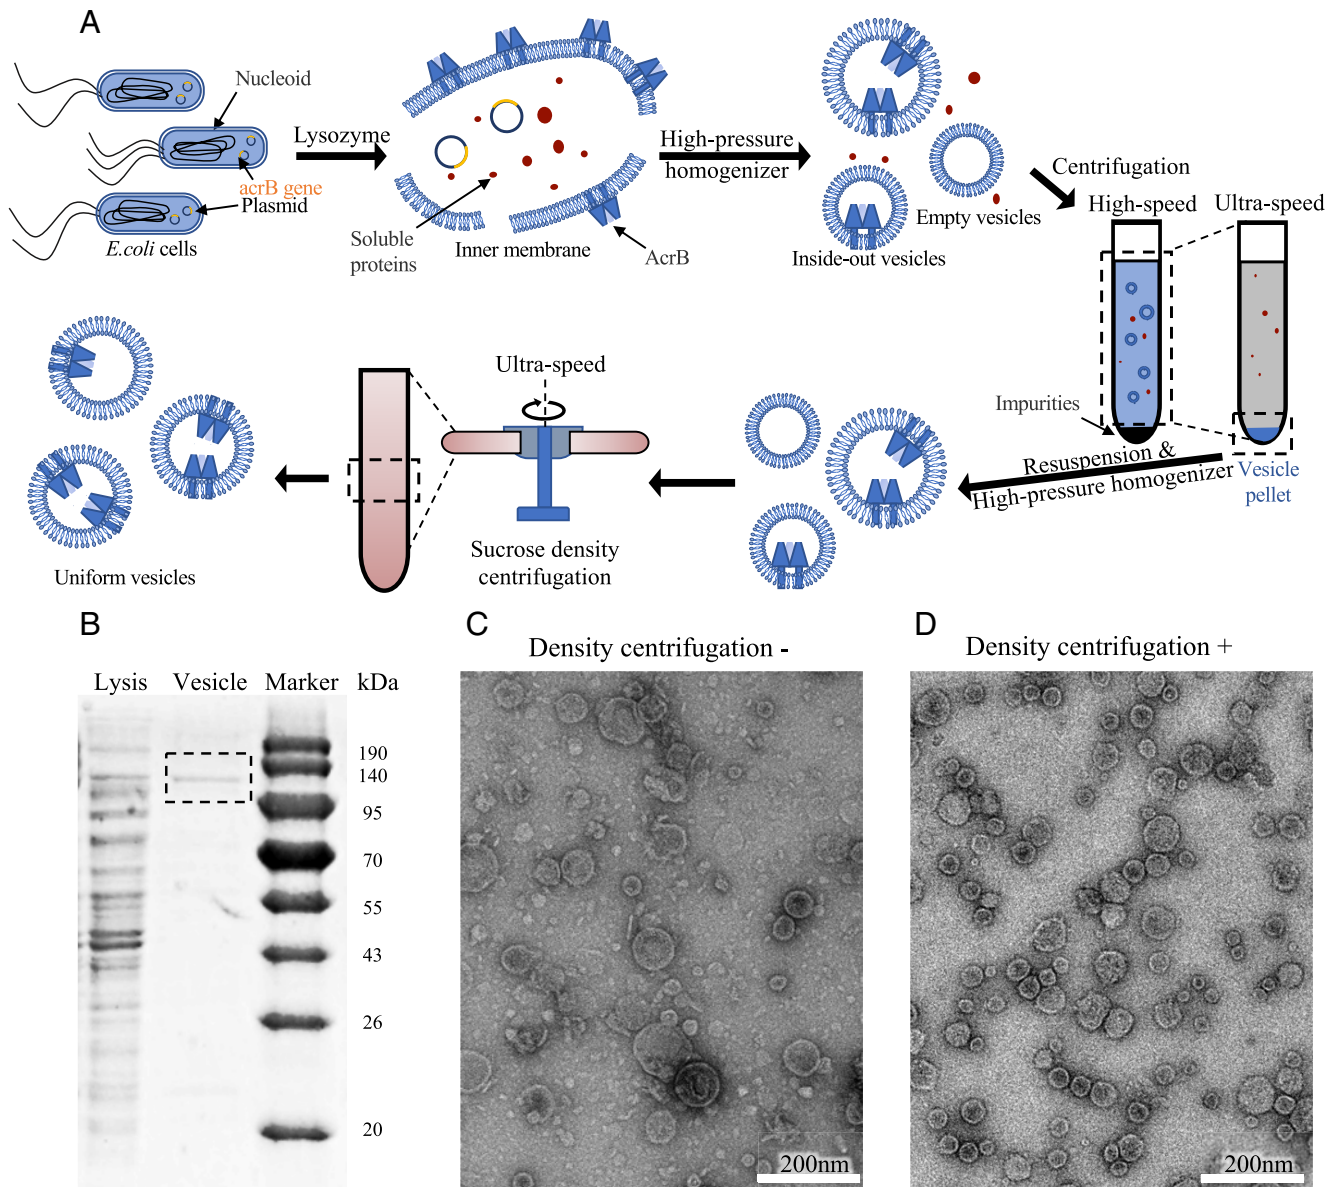 A
Nucleoid
Lysozyme
acrB gene
Plasmid
E.coli cells
Soluble
proteins
Inner membrane
AcrB
High-pressure
homogenizer
Empty vesicles
Inside-out vesicles
Centrifugation
High-speed
Ultra-speed
Impurities
Resuspension &
High-pressure homogenizer
Vesicle
pellet
Ultra-speed
Sucrose density
centrifugation
Uniform vesicles
B
Lysis
Vesicle
Marker
kDa
190
140
95
70
55
43
26
20
C
Density centrifugation -
200nm
D
Density centrifugation +
200nm